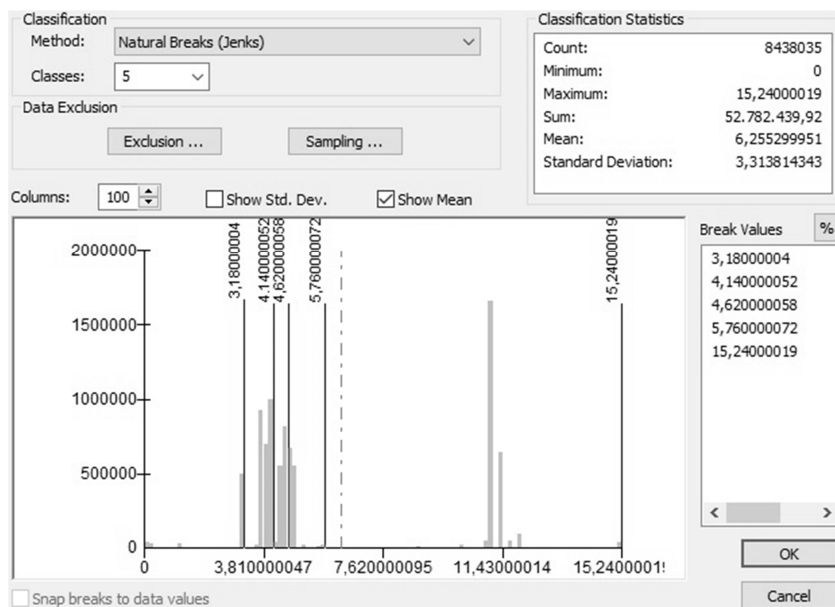 Classification
Method:
Natural Breaks (Jenks)
Classes:
5
Data Exclusion
Exclusion ...
Sampling ...
Classification Statistics
Count: 8438035
Minimum: 0
Maximum: 15,24000019
Sum: 52.782.439,92
Mean: 6,255299951
Standard Deviation: 3,313814343
Columns:
100
Show Std. Dev.
Show Mean
Break Values
%
3,18000004
4,140000052
4,620000058
5,760000072
15,24000019
3,18000004
4.140000052
4,620000058
5,760000072
15,24000019
2000000
1500000
1000000
500000
0
0
3,810000047
7,620000095
11,43000014
15,24000019
OK
Cancel
Snap breaks to data values